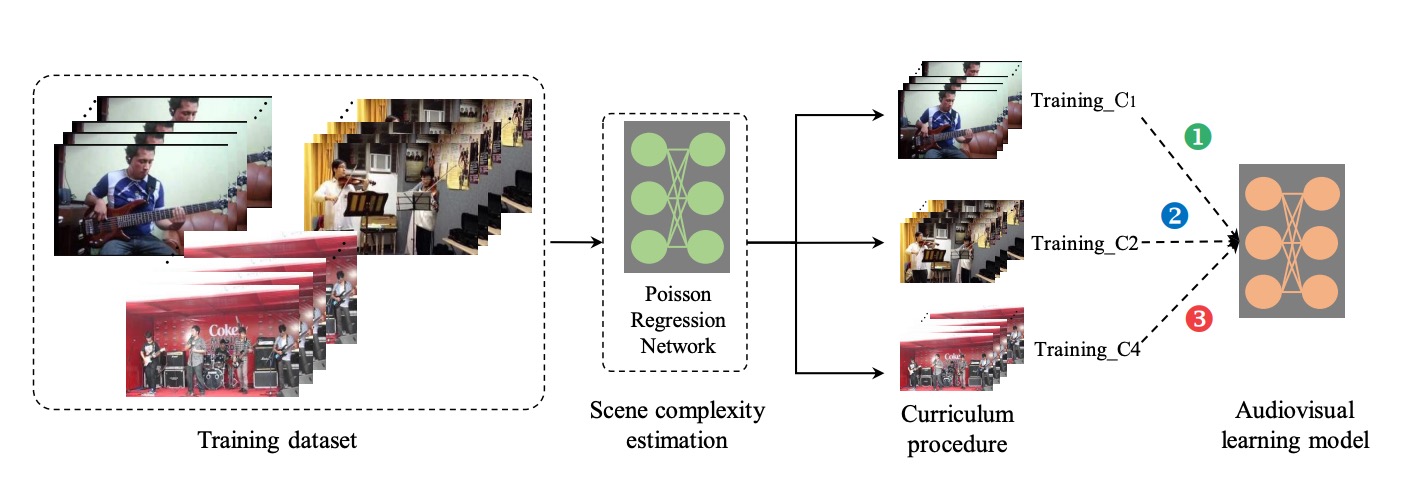 Training dataset
Coke
Poisson
Regression
Network
Scene complexity
estimation
Coke
Curriculum
procedure
Training_C1
Training_C2
Training_C4
1
2
3
Audiovisual
learning model